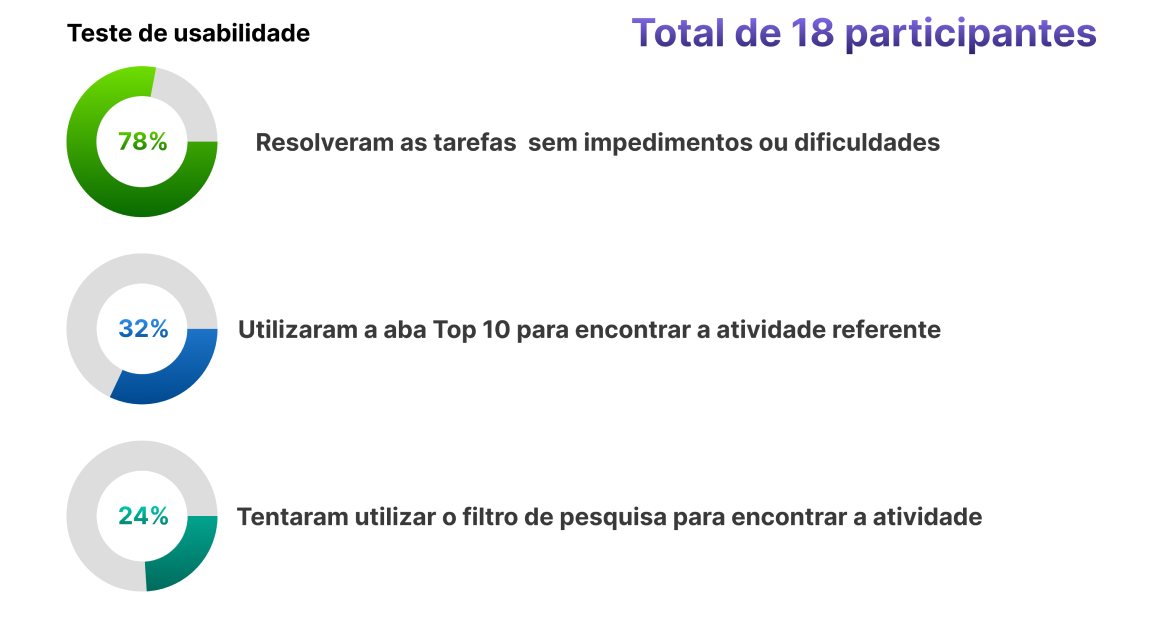 Teste de usabilidade
Total de 18 participantes
78%
Resolveram as tarefas  sem impedimentos ou dificuldades
32%
Utilizaram a aba Top 10 para encontrar a atividade referente
24%
Tentaram utilizar o filtro de pesquisa para encontrar a atividade